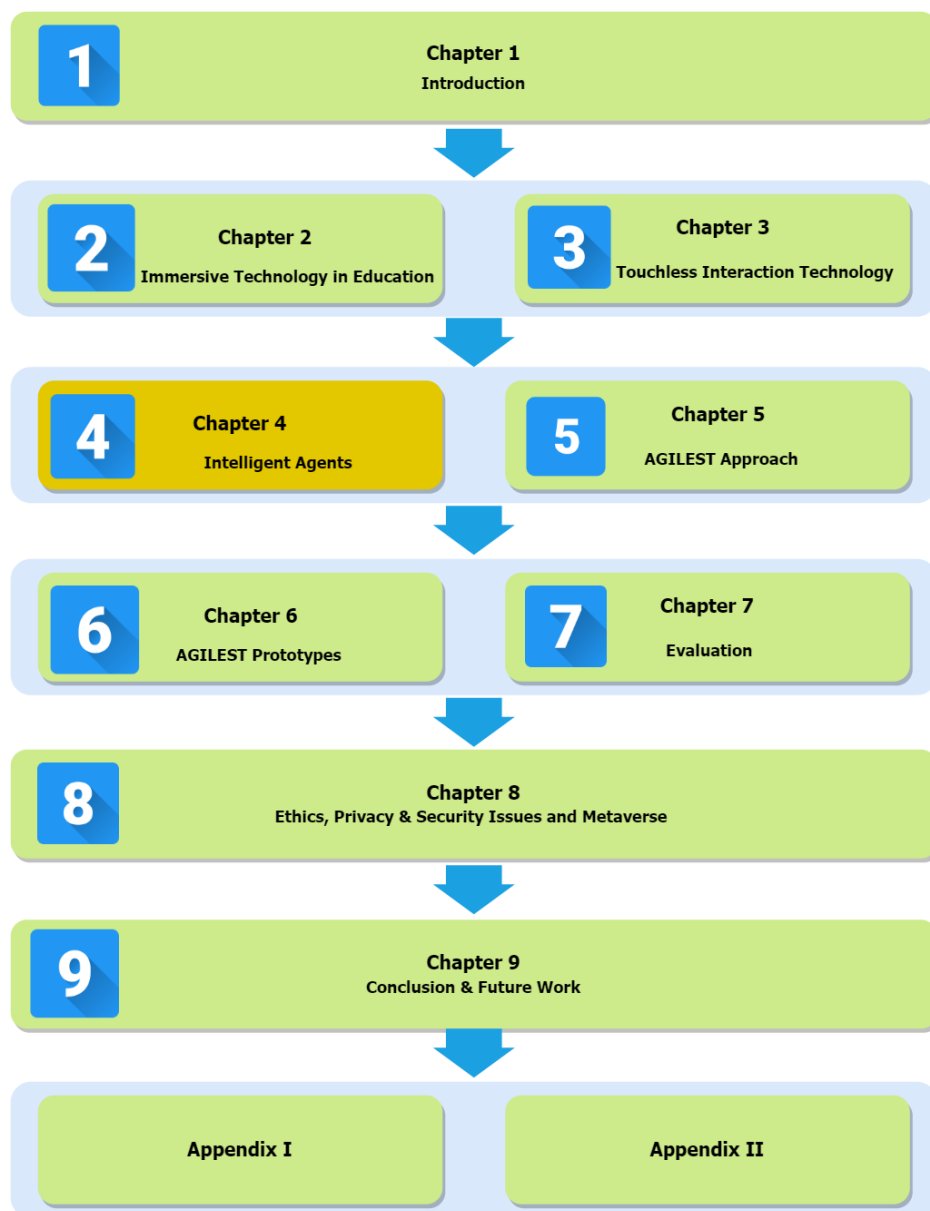 1
Chapter 1
Introduction
2
Chapter 2
Immersive Technology in Education
3
Chapter 3
Touchless Interaction Technology
4
Chapter 4
Intelligent Agents
5
Chapter 5
AGILEST Approach
6
Chapter 6
AGILEST Prototypes
7
Chapter 7
Evaluation
8
Chapter 8
Ethics, Privacy & Security Issues and Metaverse
9
Chapter 9
Conclusion & Future Work
Appendix I
Appendix II